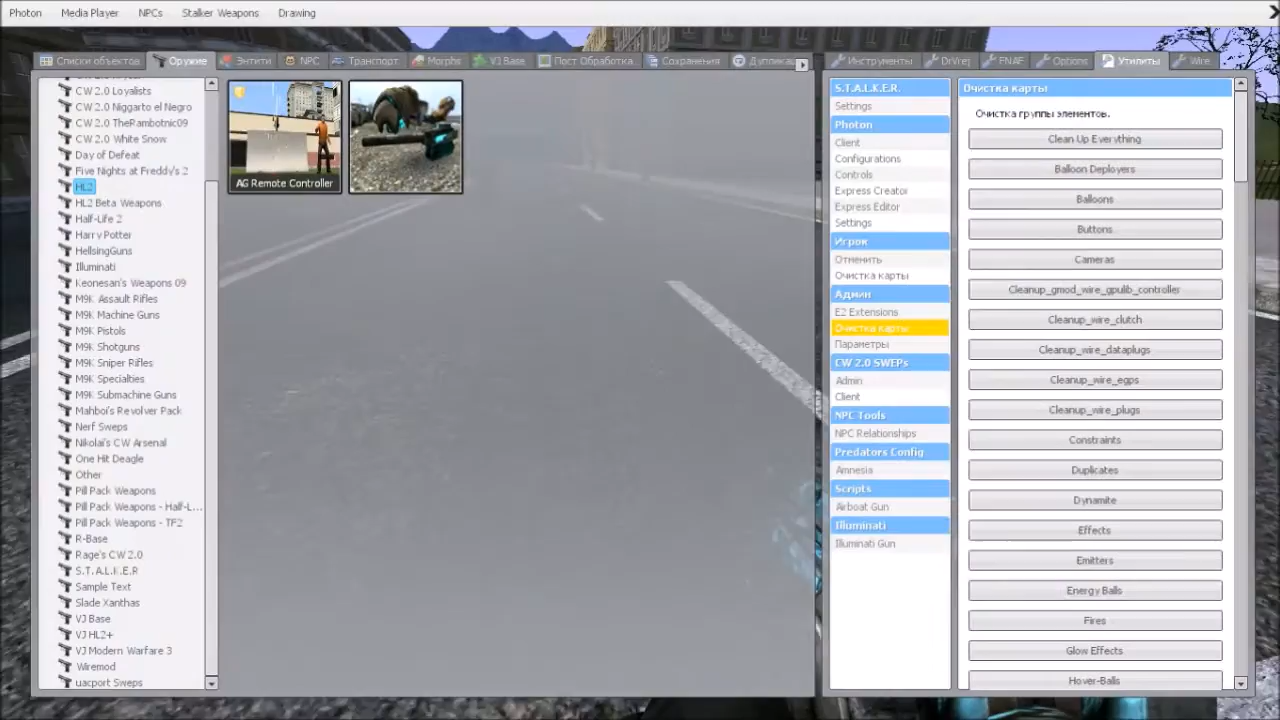 Photon
Media Player
NPCs
Stalker Weapons
Drawing
Списки объектов
Оружие
Энтити
NPC
Транспорт
Morphs
V1Base
Пост Обработка
Сохранения
Инструменты
DrVrej
FNAF
Options
Утилиты
Wire
CW 2.0 Loyalists
CW 2.0 Niggarto el Negro
CW 2.0 TheRambotnic09
CW 2.0 White Snow
Day of Defeat
Five Nights at Freddy's 2
HL2
HL2 Beta Weapons
Half-Life 2
Harry Potter
HellsingGuns
Illuminati
Keonesan's Weapons 09
M9K Assault Rifles
M9K Machine Guns
M9K Pistols
M9K Shotguns
M9K Sniper Rifles
M9K Specialties
M9K Submachine Guns
Mahboi's Revolver Pack
Nerf Sweps
Nikolai's CW Arsenal
One Hit Deagle
Other
Pill Pack Weapons
Pill Pack Weapons - Half-L...
Pill Pack Weapons - TF2
R-Base
Rage's CW 2.0
S.T.A.L.K.E.R
Sample Text
Slade Xanthas
VJ Base
VJ HL2+
VJ Modern Warfare 3
Wiremod
uacport Sweps
AG Remote Controller
S.T.A.L.K.E.R.
Settings
Photon
Client
Configurations
Controls
Express Creator
Express Editor
Settings
Игрок
Отменить
Очистка карты
Админ
E2 Extensions
Очистка карты
Параметры
CW 2.0 SWEPs
Admin
Client
NPC Tools
NPC Relationships
Predators Config
Amnesia
Scripts
Airboat Gun
Illuminati
Illuminati Gun
Очистка карты
Очистка группы элементов.
Clean Up Everything
Balloon Deployers
Balloons
Buttons
Cameras
Cleanup_gmod_wire_gpulib_controller
Cleanup_wire_clutch
Cleanup_wire_dataplugs
Cleanup_wire_egps
Cleanup_wire_plugs
Constraints
Duplicates
Dynamite
Effects
Emitters
Energy Balls
Fires
Glow Effects
Hover-Balls